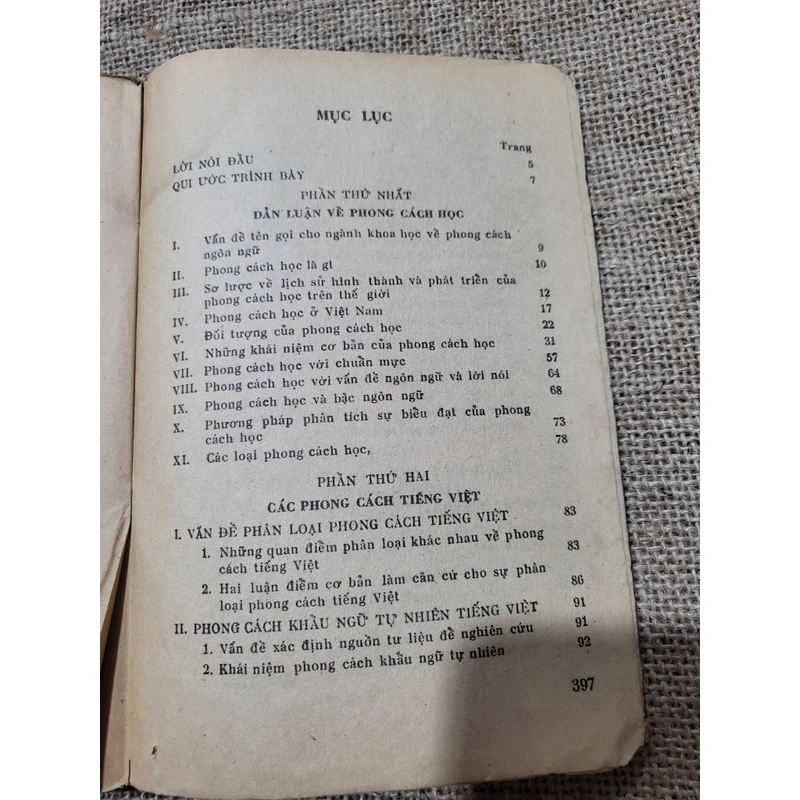 MỤC LỤC
Trang
LỜI NÓI ĐẦU 5
QUI ƯỚC TRÌNH BÀY 7
PHẦN THỨ NHẤT
DẪN LUẬN VỀ PHONG CÁCH HỌC
I. Vấn đề tên gọi cho ngành khoa học về phong cách
ngôn ngữ 9
II. Phong cách học là gì 10
III. Sơ lược về lịch sử hình thành và phát triển của
phong cách học trên thế giới 12
IV. Phong cách học ở Việt Nam 17
V. Đối tượng của phong cách học 22
VI. Những khái niệm cơ bản của phong cách học 31
VII. Phong cách học với chuẩn mực 57
VIII. Phong cách học với vấn đề ngôn ngữ và lời nói 64
IX. Phong cách học và bậc ngôn ngữ 68
X. Phương pháp phân tích sự biểu đạt của phong
cách học 73
XI. Các loại phong cách học, 78
PHẦN THỨ HAI
CÁC PHONG CÁCH TIẾNG VIỆT
I. VẤN ĐỀ PHÂN LOẠI PHONG CÁCH TIẾNG VIỆT 83
1. Những quan điểm phân loại khác nhau về phong
cách tiếng Việt 83
2. Hai luận điểm cơ bản làm căn cứ cho sự phân
loại phong cách tiếng Việt 86
II. PHONG CÁCH KHẨU NGỮ TỰ NHIÊN TIẾNG VIỆT 91
1. Vấn đề xác định nguồn tư liệu để nghiên cứu 91
2. Khái niệm phong cách khẩu ngữ tự nhiên 92
397